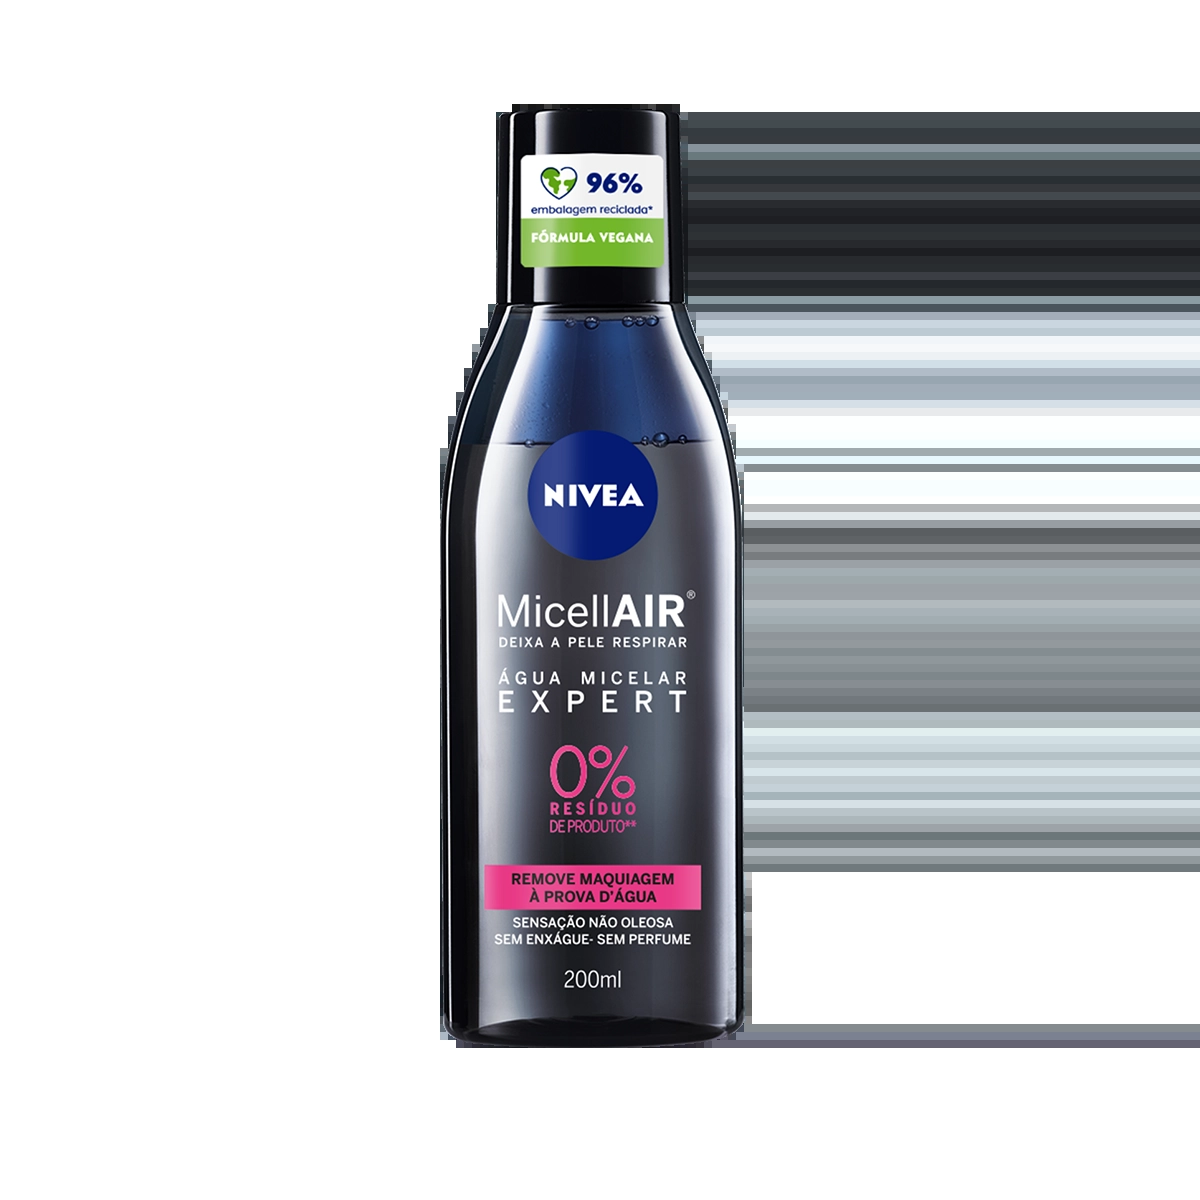 96%
embalagem reciclada*
FÓRMULA VEGANA
NIVEA
MicellAIR®
DEIXA A PELE RESPIRAR
ÁGUA MICELAR
EXPERT
0%
RESÍDUO
DE PRODUTO**
REMOVE MAQUIAGEM
À PROVA D'ÁGUA
SENSAÇÃO NÃO OLEOSA
SEM ENXÁGUE- SEM PERFUME
200ml